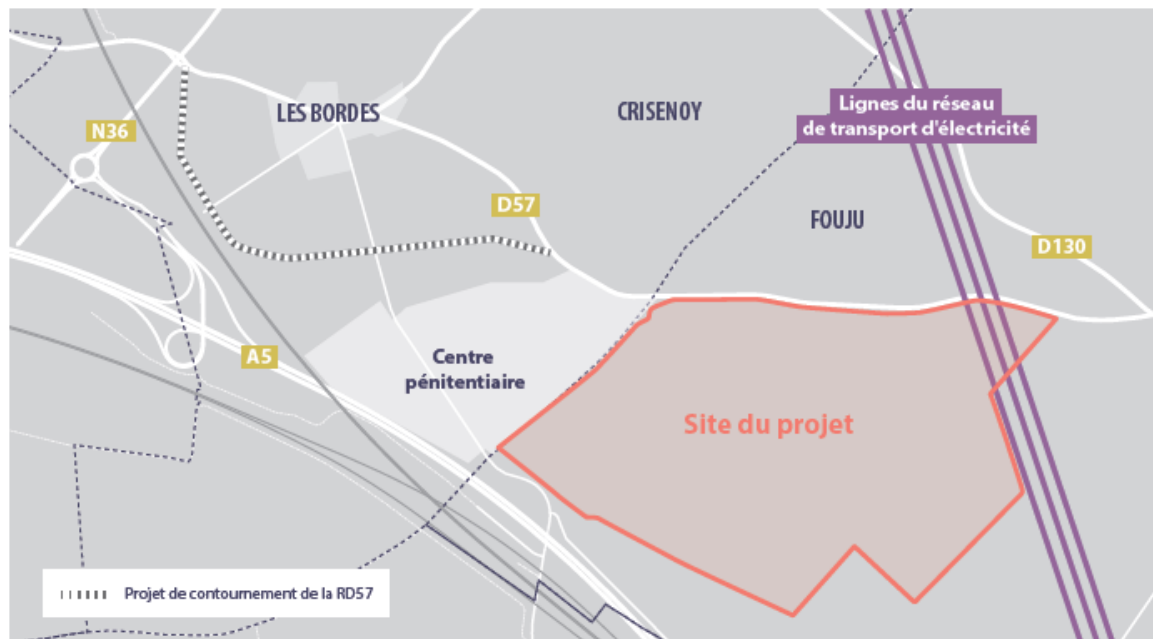 LES BORDES
CRISENOY
Lignes du réseau
de transport d'électricité
N36
D57
FOUJU
D130
A5
Centre
pénitentiaire
Site du projet
Projet de contournement de la RD57